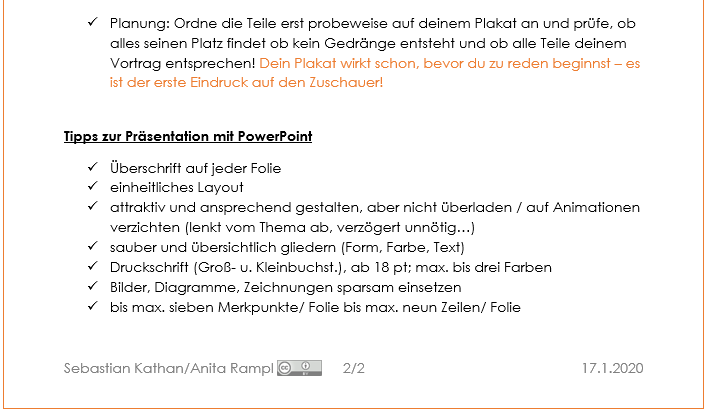 ✓ Planung: Ordne die Teile erst probeweise auf deinem Plakat an und prüfe, ob
alles seinen Platz findet ob kein Gedränge entsteht und ob alle Teile deinem
Vortrag entsprechen! Dein Plakat wirkt schon, bevor du zu reden beginnst – es
ist der erste Eindruck auf den Zuschauer!
Tipps zur Präsentation mit PowerPoint
✓ Überschrift auf jeder Folie
✓ einheitliches Layout
✓ attraktiv und ansprechend gestalten, aber nicht überladen / auf Animationen
verzichten (lenkt vom Thema ab, verzögert unnötig…)
✓ sauber und übersichtlich gliedern (Form, Farbe, Text)
✓ Druckschrift (Groß- u. Kleinbuchst.), ab 18 pt; max. bis drei Farben
✓ Bilder, Diagramme, Zeichnungen sparsam einsetzen
✓ bis max. sieben Merkpunkte/ Folie bis max. neun Zeilen/ Folie
Sebastian Kathan/Anita Rampl 2/2 17.1.2020